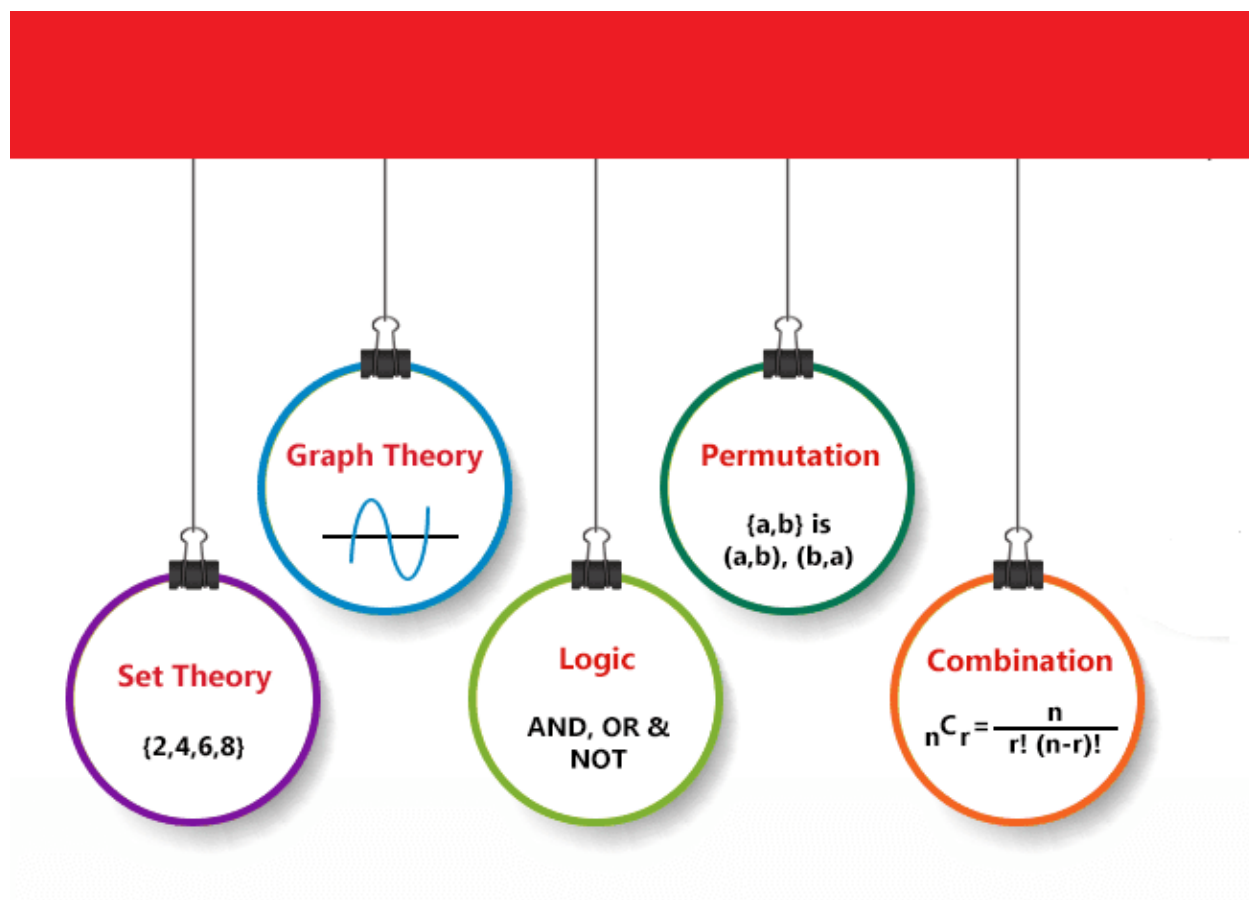 Graph Theory
Permutation
{a,b} is
(a,b), (b,a)
Set Theory
{2,4,6,8}
Logic
AND, OR &
NOT
Combination
nCr = n
r! (n-r)!